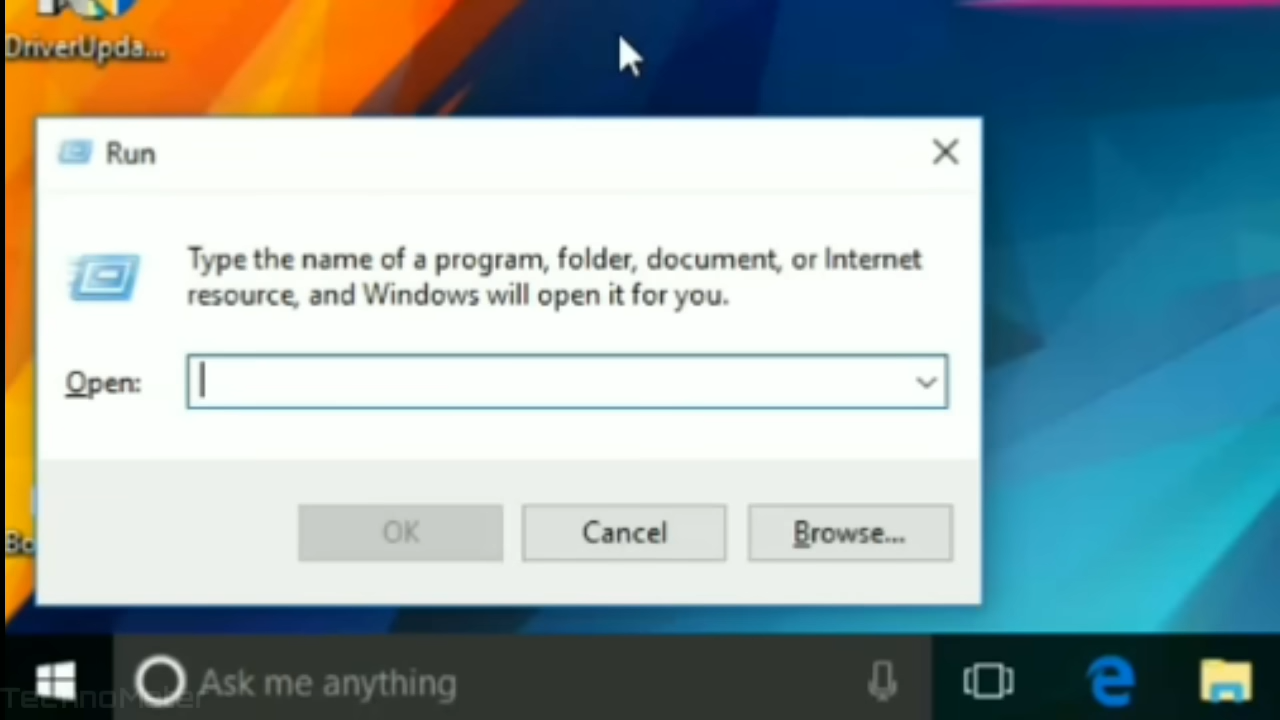 DriverUpda...
Run
Type the name of a program, folder, document, or Internet
resource, and Windows will open it for you.
Open:
OK
Cancel
Browse...
Ask me anything